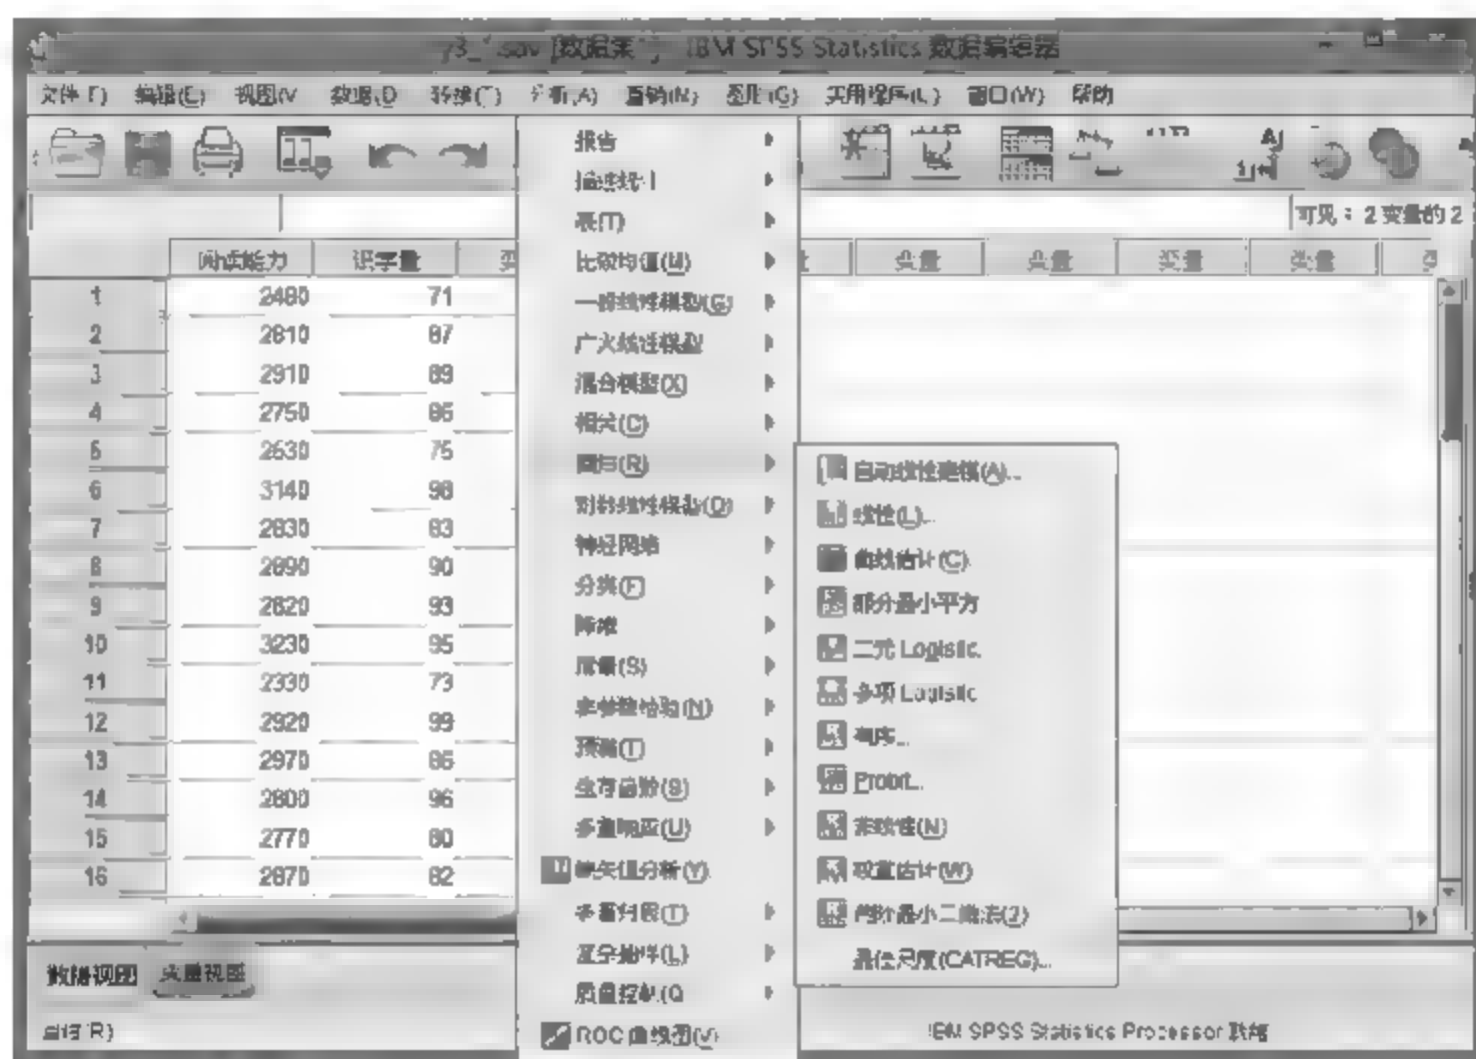 [数据集 IBM SPSS Statistics 数据编辑器
文件 编辑(E) 视图(V 数据(D 转换(T) 分析(A) 直销(M) 图形(G) 实用程序(U) 窗口(W) 帮助
可见：2 变量的 2
阅读能力 识字量 变量 变量 变量 变量
1 2480 71
2 2810 87
3 2910 89
4 2750
5 2530 75
6 3140 98
7 2830 83
8 2890 90
9 2820 93
10 3230 95
11 2330 73
12 2920 99
13 2970
14 2800 96
15 2770 80
16 2870 82
报告
描述统计
表(T)
比较均值(M)
一般线性模型(G)
广义线性模型
混合模型(X)
相关(C)
回归(R)
对数线性模型(O)
神经网络
分类(F)
降维
度量(S)
非参数检验(N)
预测(T)
生存函数(S)
多重响应(U)
缺失值分析(Y)
多重归因(T)
复杂抽样(L)
质量控制(Q
ROC 曲线图(V)
自动线性建模(A)...
线性(L)...
曲线估计(C)
部分最小平方
二元 Logistic.
多项 Logistic
有序...
Probit...
非线性(N)
权重估计(W)
两阶最小二乘法(2)
最佳尺度(CATREG)...
数据视图 变量视图
IBM SPSS Statistics Processor 就绪